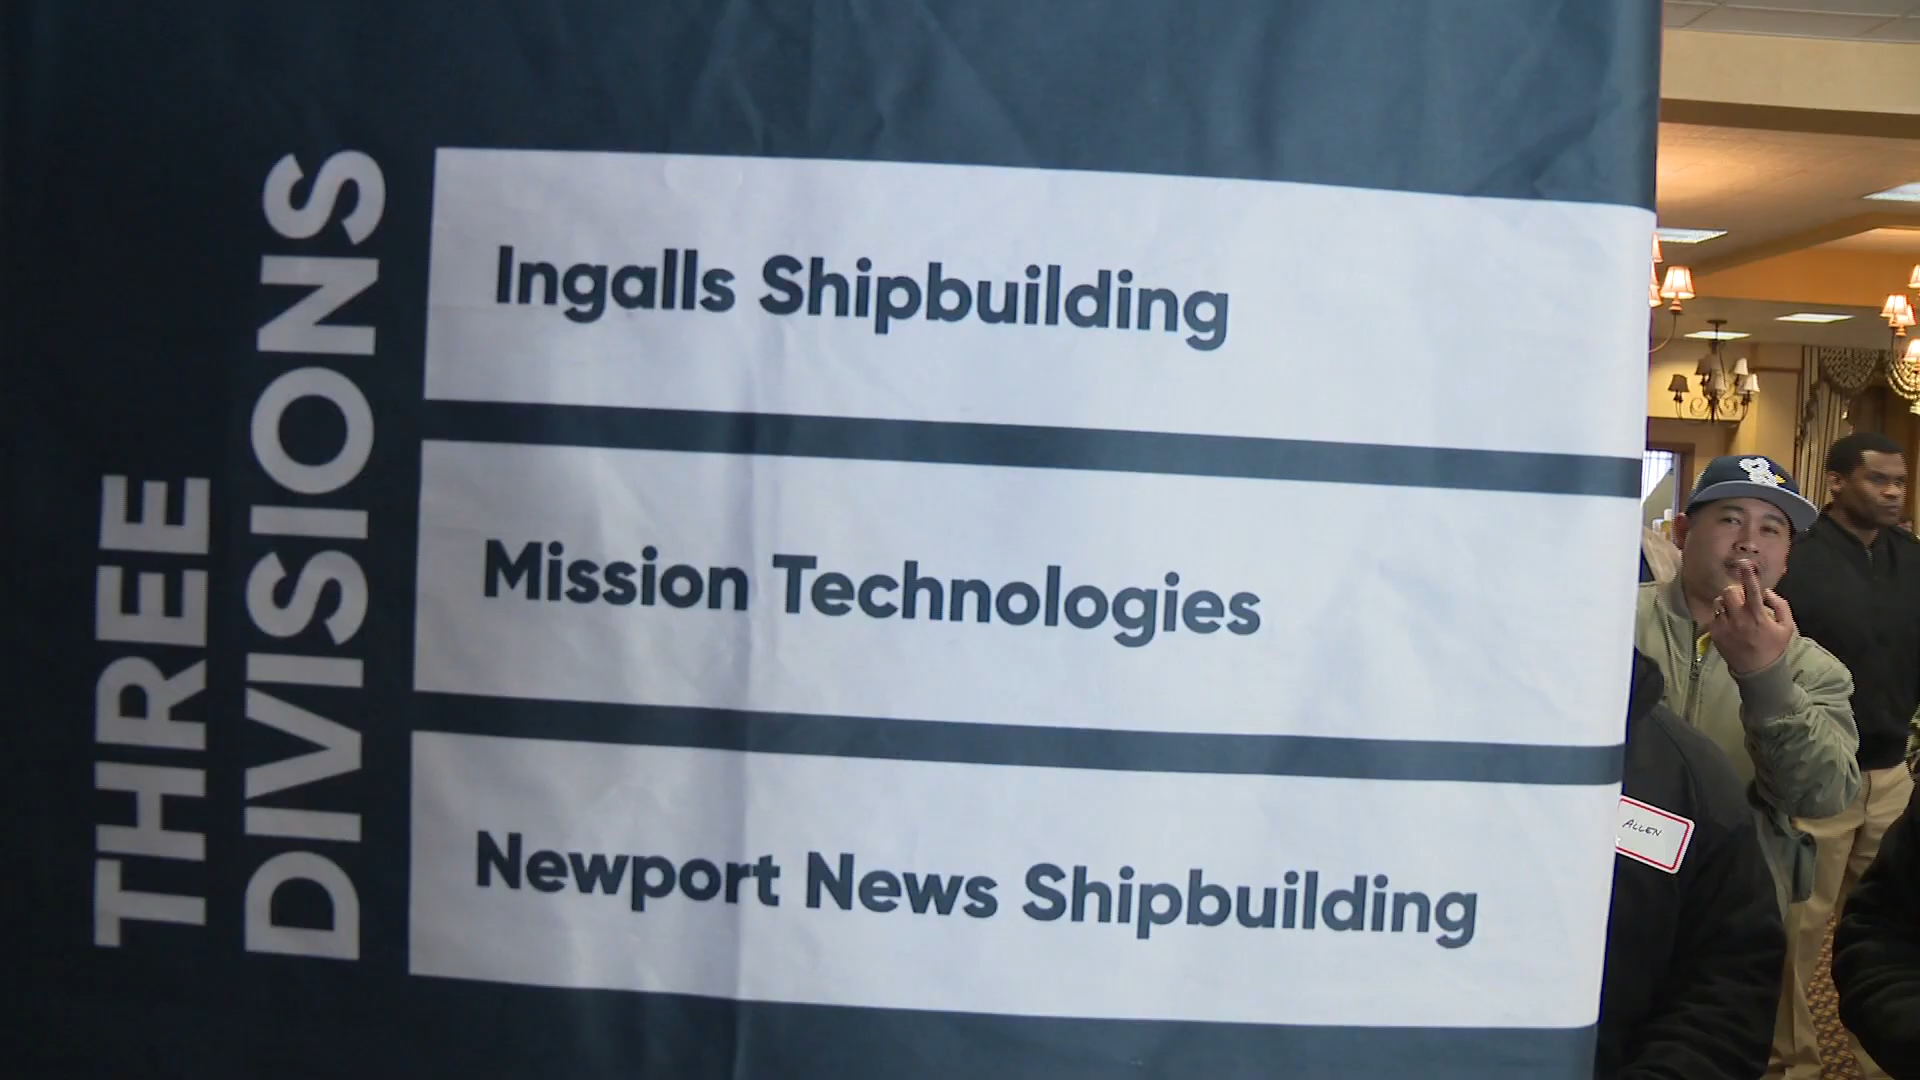 THREE
DIVISIONS
Ingalls Shipbuilding
Mission Technologies
Newport News Shipbuilding
ALLEN